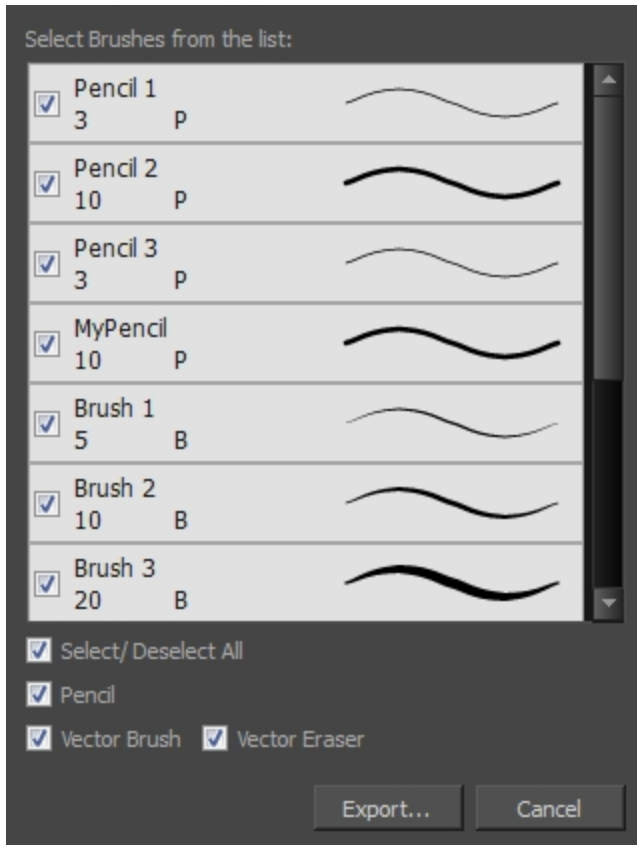 Select Brushes from the list:
Pencil 1
3 P
Pencil 2
10 P
Pencil 3
3 P
MyPencil
10 P
Brush 1
5 B
Brush 2
10 B
Brush 3
20 B
Select/ Deselect All
Pencil
Vector Brush Vector Eraser
Export... Cancel